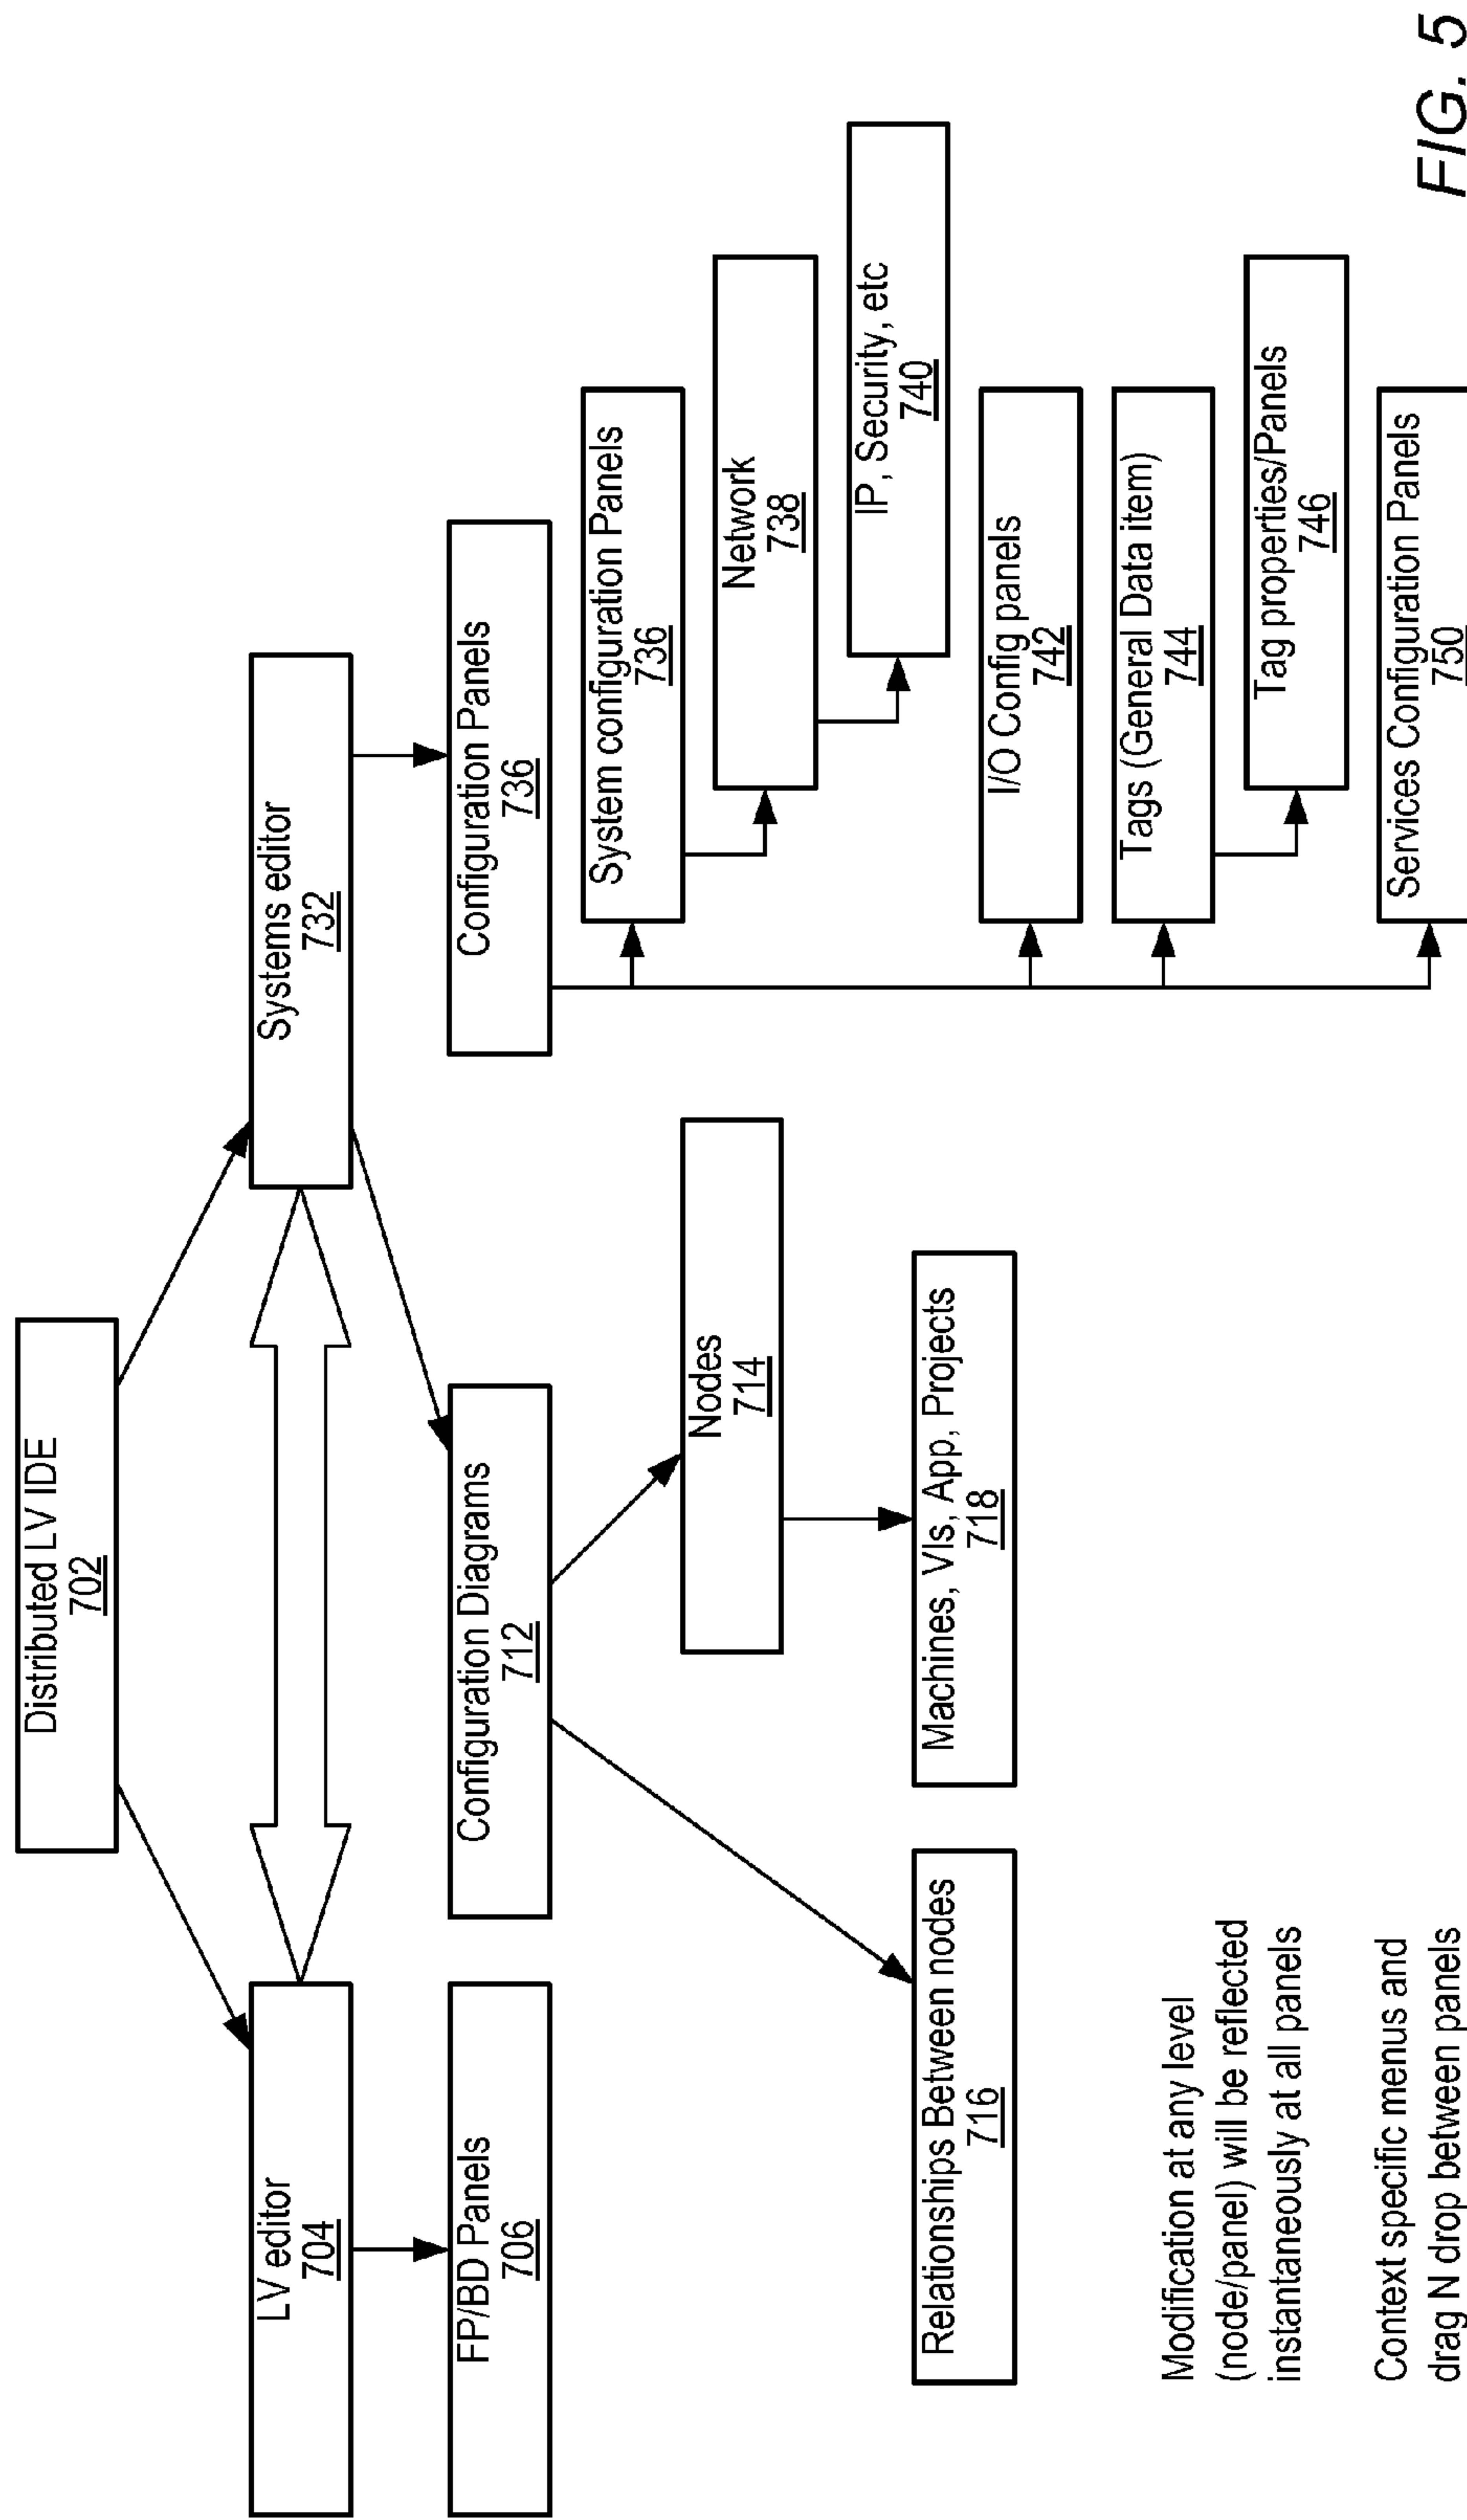 Distributed LV IDE
702
LV editor
704
Systems editor
732
FP/BD Panels
706
Configuration Diagrams
712
Configuration Panels
736
System configuration Panels
736
Nodes
714
Network
738
IP, Security, etc
740
Relationships Between nodes
716
Machines, VIs, App, Projects
718
I/O Config panels
742
Tags (General Data item)
744
Tag properties/Panels
746
Services Configuration Panels
750
Modification at any level
(node/panel) will be reflected
instantaneously at all panels
Context specific menus and
drag N drop between panels
FIG. 5